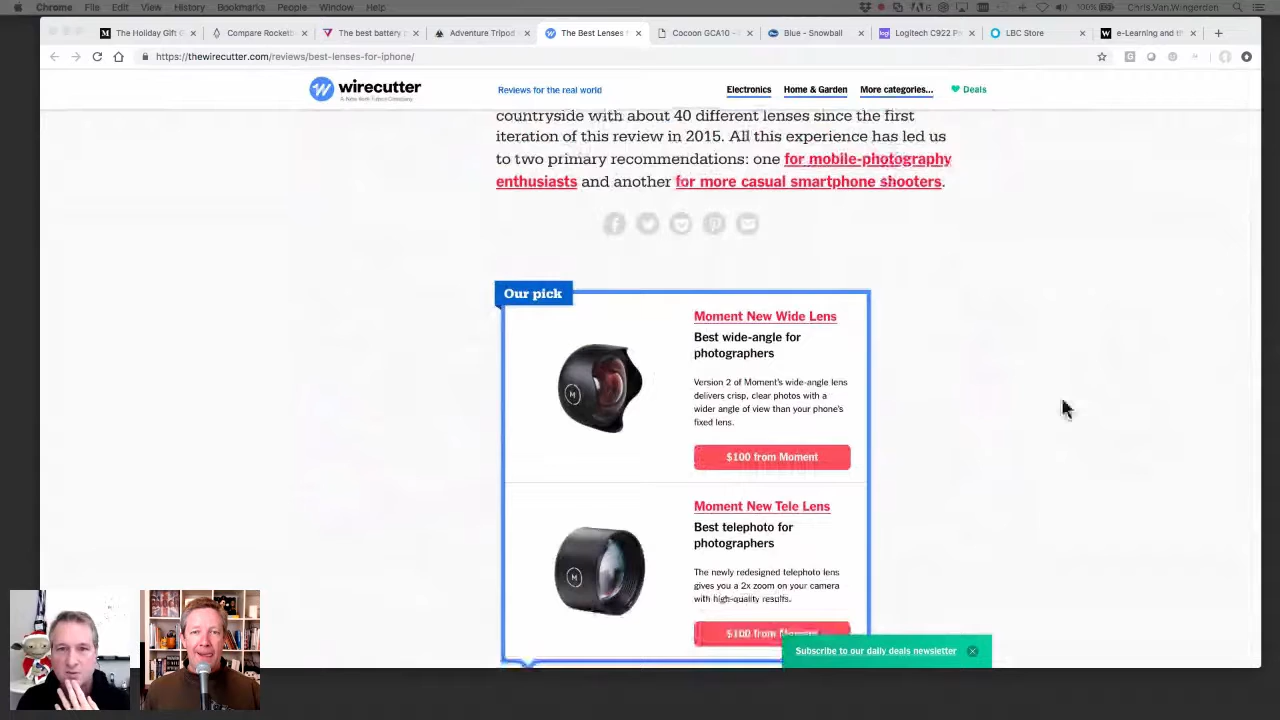 Chrome File Edit View History Bookmarks People Window Help 100% Chris.Van.Wingerden
The Holiday Gift The best battery Adventure Tripod The Best Lenses f Cocoon GCA10 - Blue - Snowball Logitech C922 P LBC Store e-Learning and th
https://thewirecutter.com/reviews/best-lenses-for-iphone/
wirecutter
Reviews for the real world
Electronics Home & Garden More categories... Deals
countryside with about 40 different lenses since the first
iteration of this review in 2015. All this experience has led us
to two primary recommendations: one for mobile-photography
enthusiasts and another for more casual smartphone shooters.
Our pick
Moment New Wide Lens
Best wide-angle for
photographers
Version 2 of Moment's wide-angle lens
delivers crisp, clear photos with a
wider angle of view than your phone's
fixed lens.
$100 from Moment
Moment New Tele Lens
Best telephoto for
photographers
The newly redesigned telephoto lens
gives you a 2x zoom on your camera
with high-quality results.
$100 from Moment
Subscribe to our daily deals newsletter